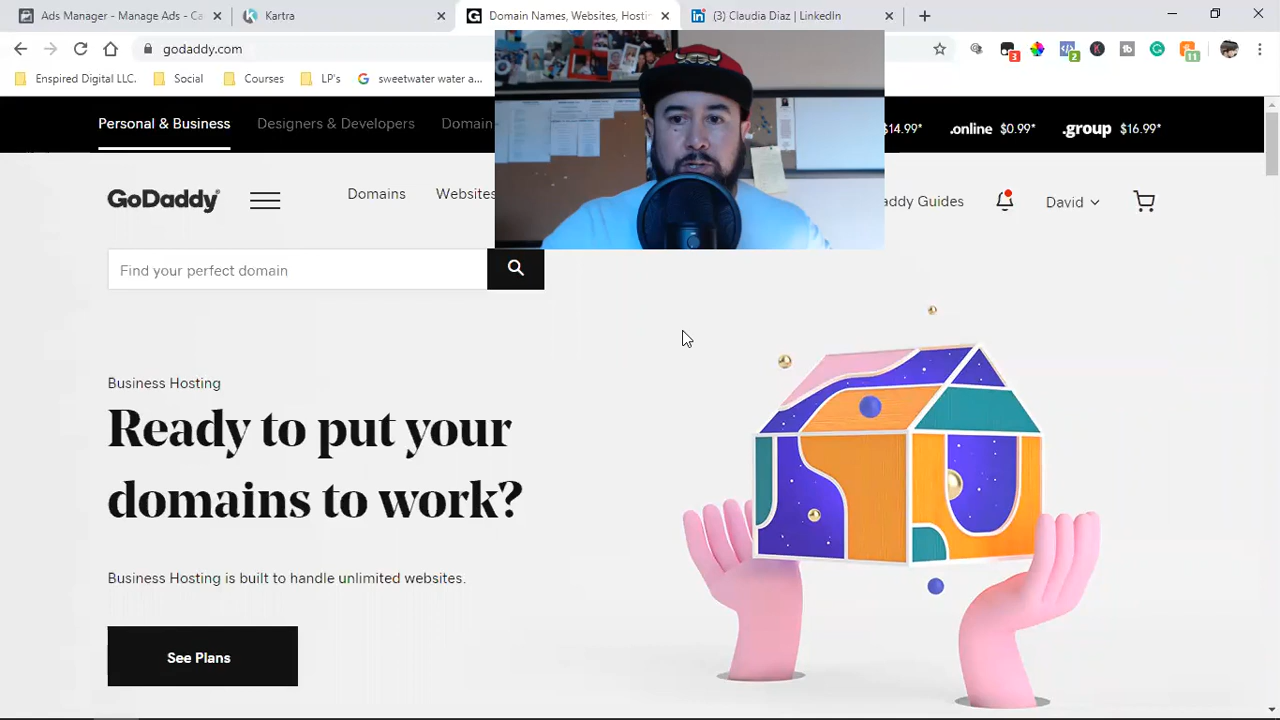 Ads Manager - Manage Ads - Ca
Kartra
Domain Names, Websites, Hosti
(3) Claudia Diaz | LinkedIn
godaddy.com
3
2
11
Enspired Digital LLC.
Social
Courses
LP's
sweetwater water a...
Personal & Business
Designers & Developers
Domain
$14.99*
.online $0.99*
.group $16.99*
GoDaddy
Domains
Websites
addy Guides
David
Find your perfect domain
Business Hosting
Ready to put your
domains to work?
Business Hosting is built to handle unlimited websites.
See Plans